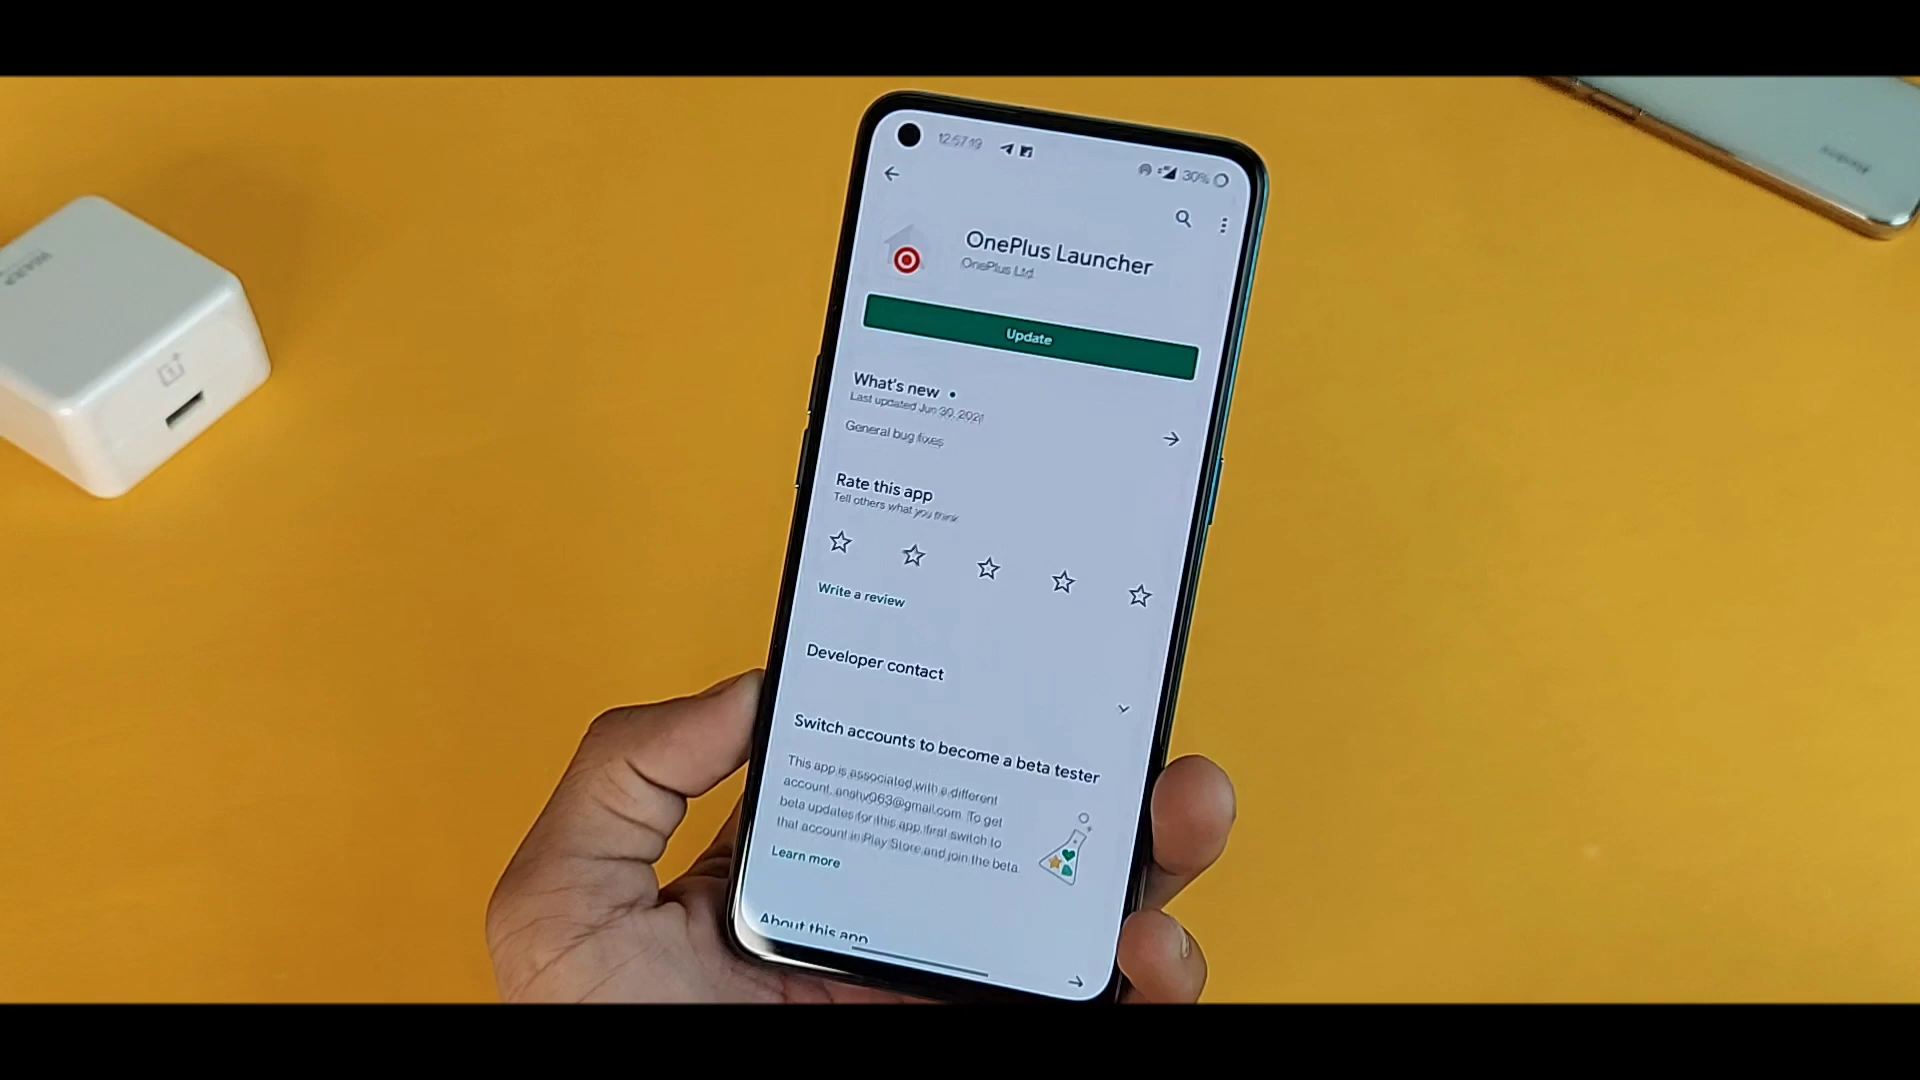 12:57:19
30%
OnePlus Launcher
OnePlus Ltd.
Update
What's new •
Last updated Jun 30, 2021
General bug fixes
Rate this app
Tell others what you think
Write a review
Developer contact
Switch accounts to become a beta tester
This app is associated with a different
account, To get
beta updates for this app, first switch to
that account in Play Store and join the beta.
Learn more
About this app
WARP